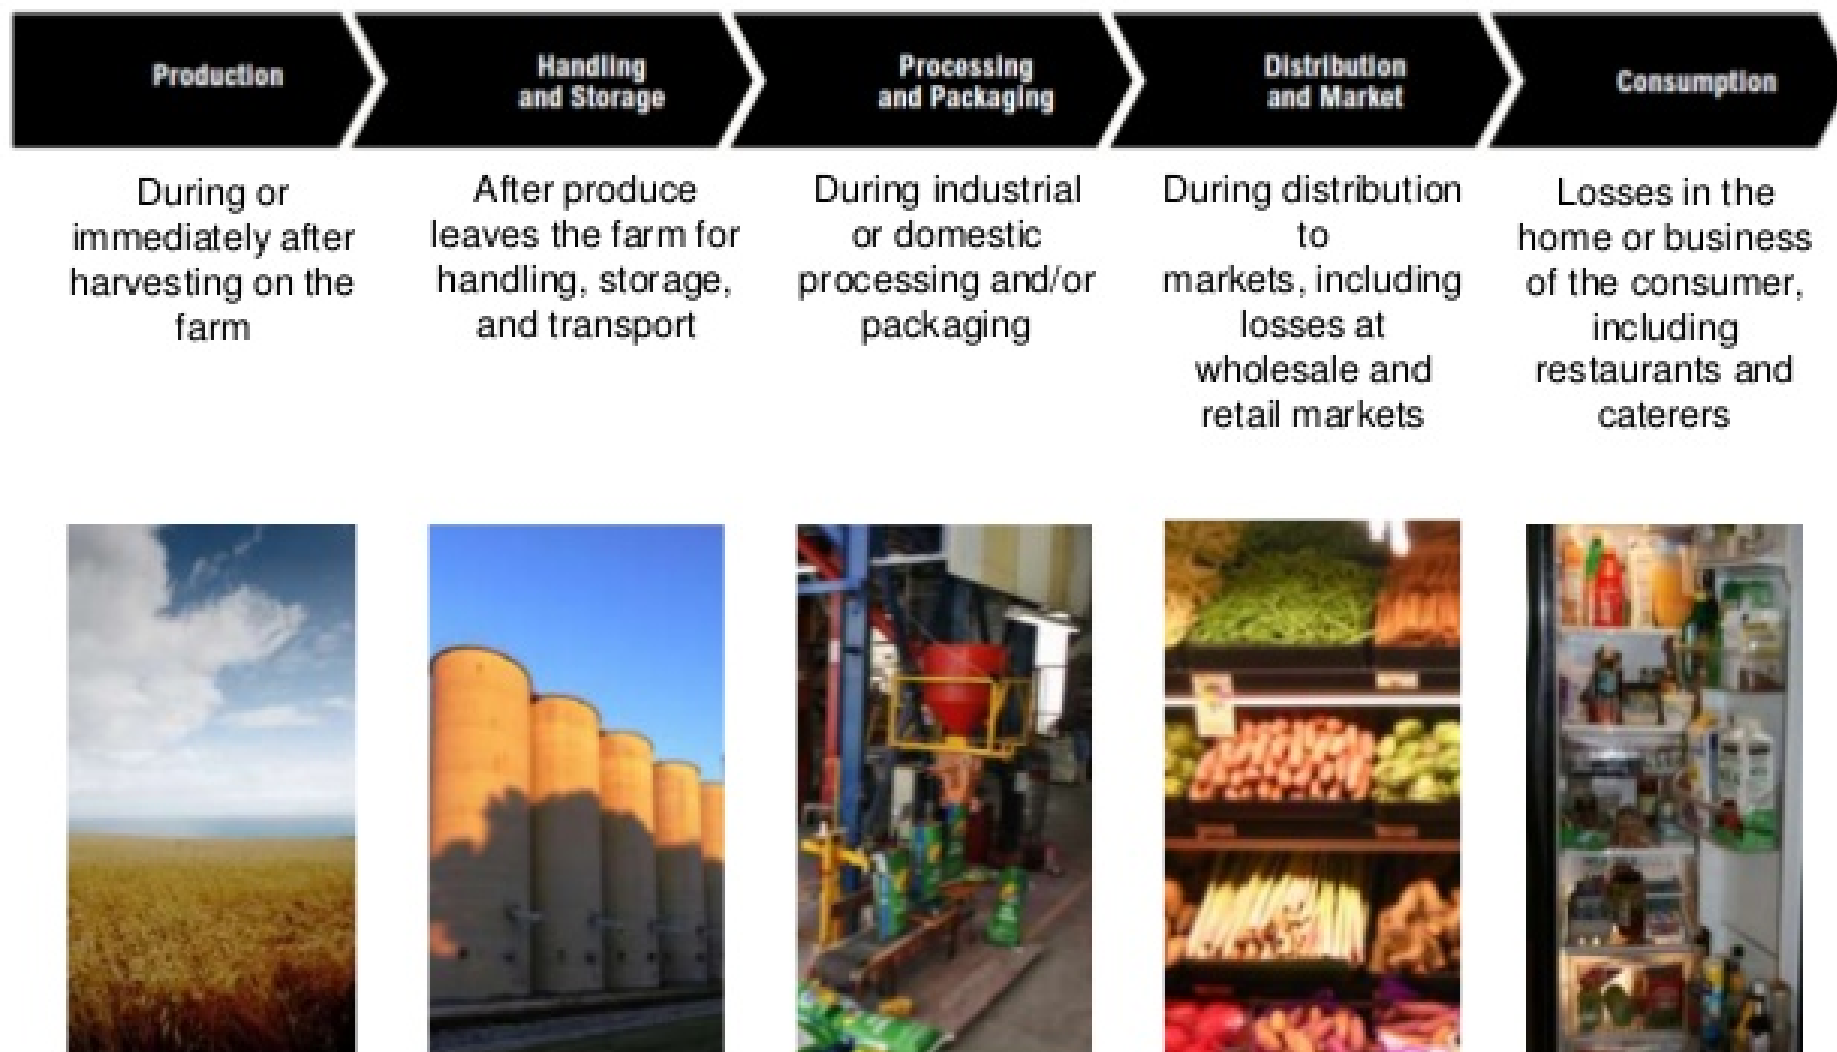 Production
Handling
and Storage
Processing
and Packaging
Distribution
and Market
Consumption
During or
immediately after
harvesting on the
farm
After produce
leaves the farm for
handling, storage,
and transport
During industrial
or domestic
processing and/or
packaging
During distribution
to
markets, including
losses at
wholesale and
retail markets
Losses in the
home or business
of the consumer,
including
restaurants and
caterers